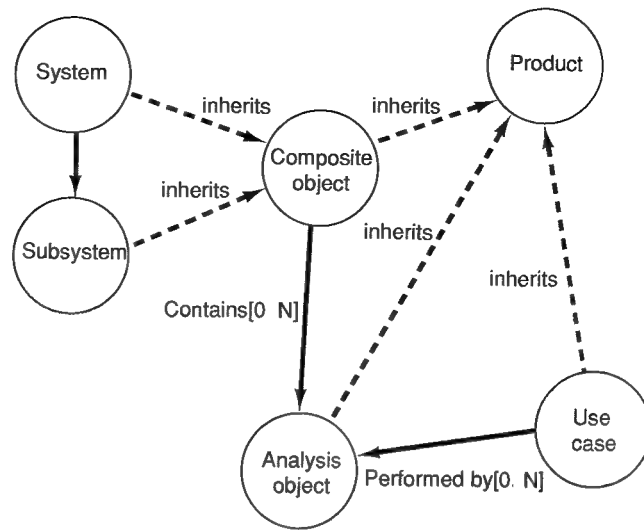 System
Product
inherits
inherits
Composite
object
inherits
Subsystem
inherits
inherits
Contains[0 N]
Use
case
Analysis
object
Performed by[0. N]